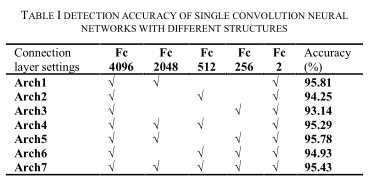 TABLE I DETECTION ACCURACY OF SINGLE CONVOLUTION NEURAL
NETWORKS WITH DIFFERENT STRUCTURES
Connection layer settings Fc 4096 Fc 2048 Fc 512 Fc 256 Fc 2 Accuracy (%)
Arch1 √ √ √ 95.81
Arch2 √ √ √ 94.25
Arch3 √ √ √ 93.14
Arch4 √ √ √ √ 95.29
Arch5 √ √ √ √ 95.78
Arch6 √ √ √ √ 94.93
Arch7 √ √ √ √ √ 95.43